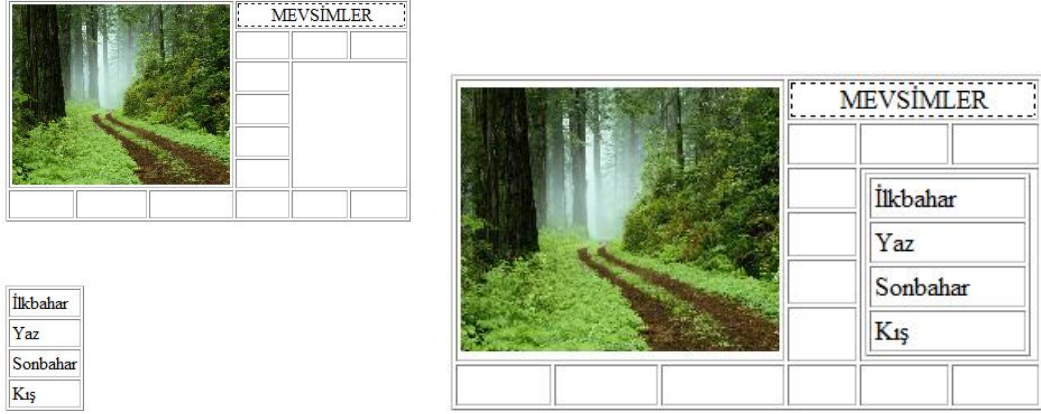 MEVSİMLER
İlkbahar
Yaz
Sonbahar
Kış
MEVSİMLER
İlkbahar
Yaz
Sonbahar
Kış